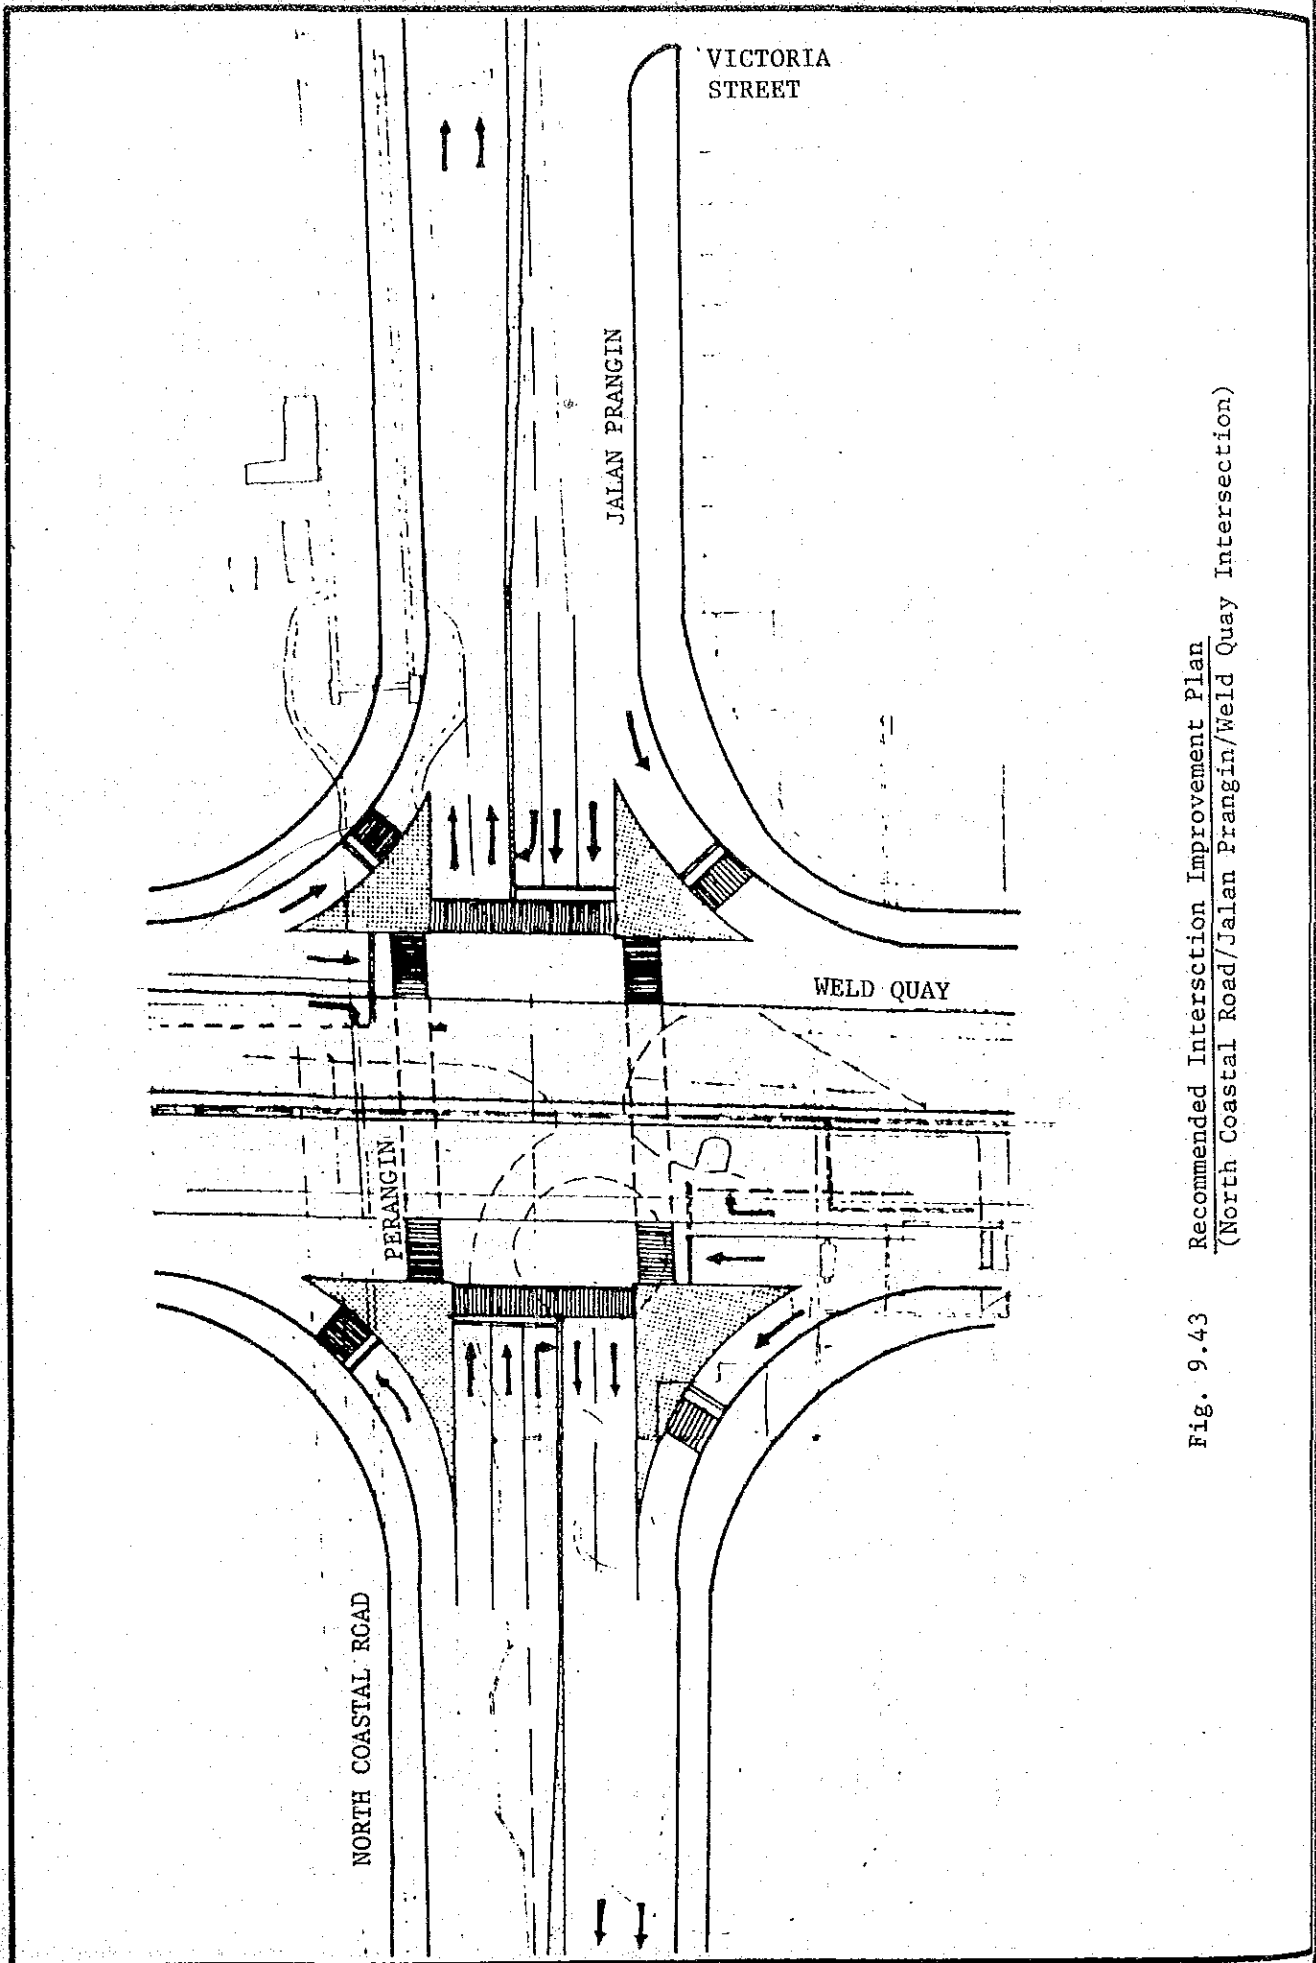 VICTORIA
STREET
JALAN PRANGIN
WELD QUAY
PERANGIN
NORTH COASTAL ROAD
Fig. 9.43 Recommended Intersction Improvement Plan
(North Coastal Road/Jalan Prangin/Weld Quay Intersection)